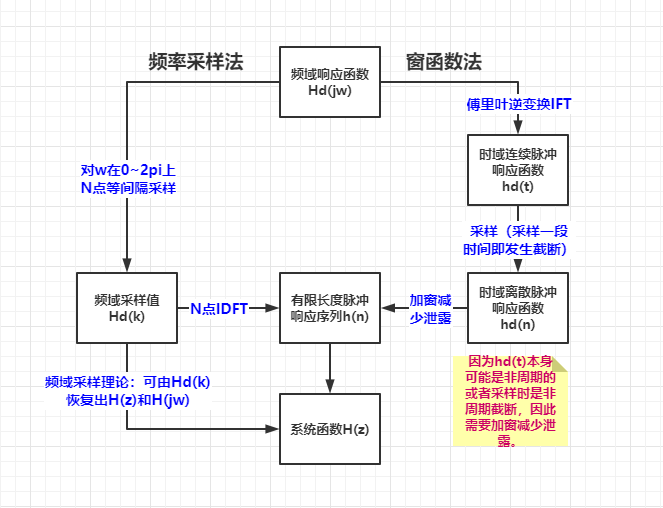 频率采样法
窗函数法
频域响应函数
Hd(jw)
傅里叶逆变换IFT
对w在0~2pi上
N点等间隔采样
时域连续脉冲
响应函数
hd(t)
采样（采样一段
时间即发生截断）
频域采样值
Hd(k)
N点IDFT
有限长度脉冲
响应序列h(n)
加窗减
少泄露
时域离散脉冲
响应函数
hd(n)
因为hd(t)本身
可能是非周期的
或者采样时是非
周期截断，因此
需要加窗减少泄
露。
频域采样理论：可由Hd(k)
恢复出H(z)和H(jw)
系统函数H(z)